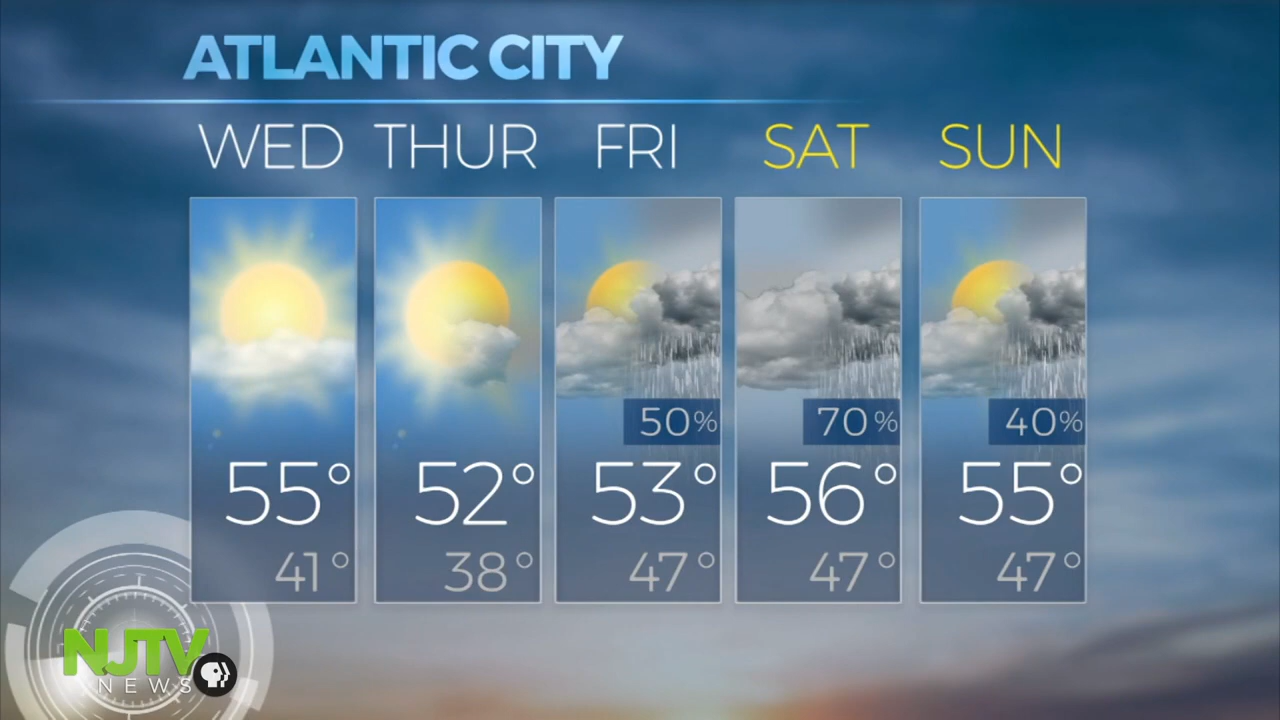 ATLANTIC CITY
WED THUR FRI SAT SUN
50% 70% 40%
55° 52° 53° 56° 55°
41° 38° 47° 47° 47°
NJTV
NEWS